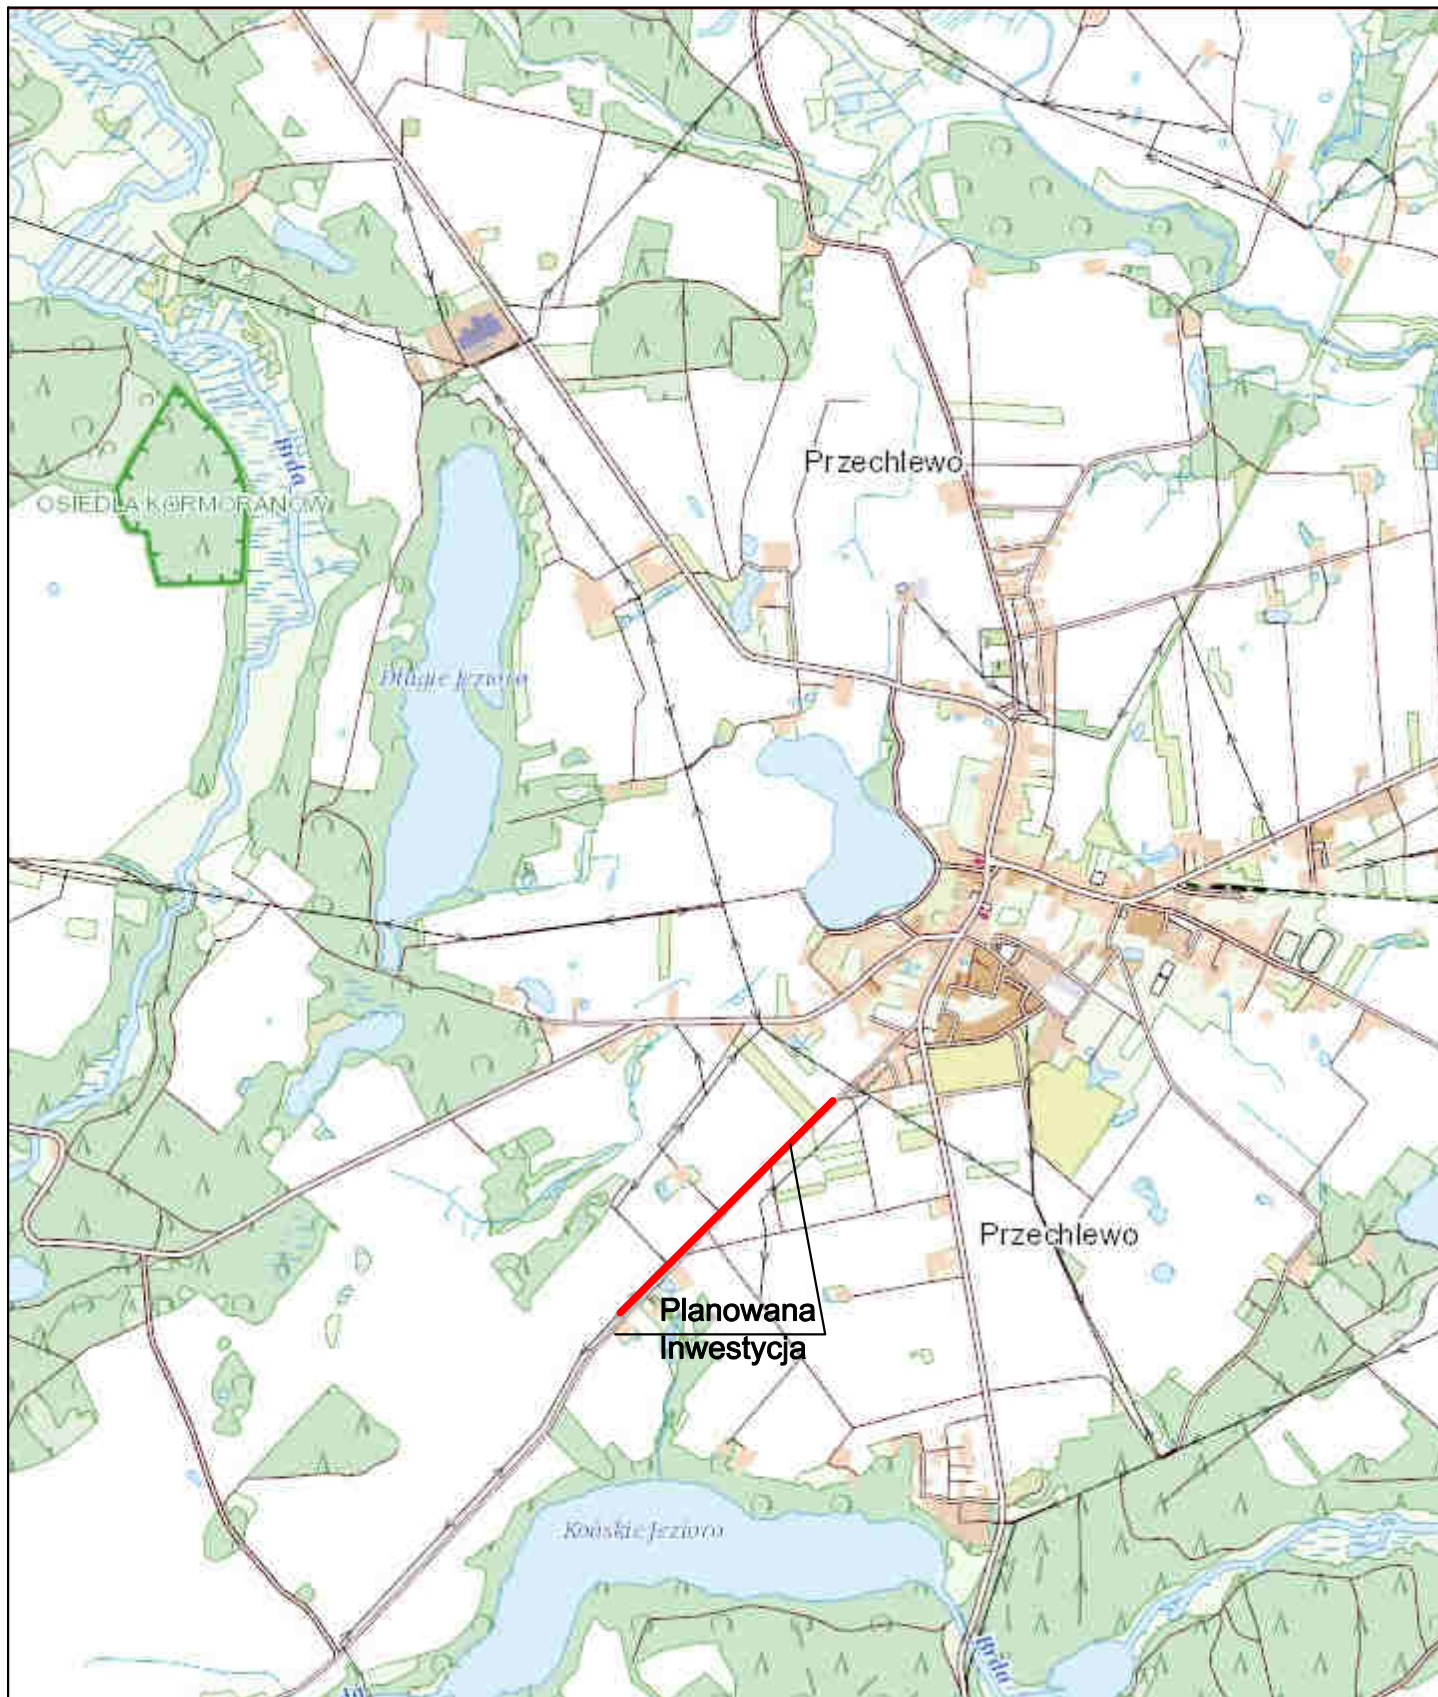 Przechlewo
Brda
OSIEDLA KORMORANÓW
Długie Jezioro
Przechlewo
Planowana
Inwestycja
Końskie Jezioro
Brda